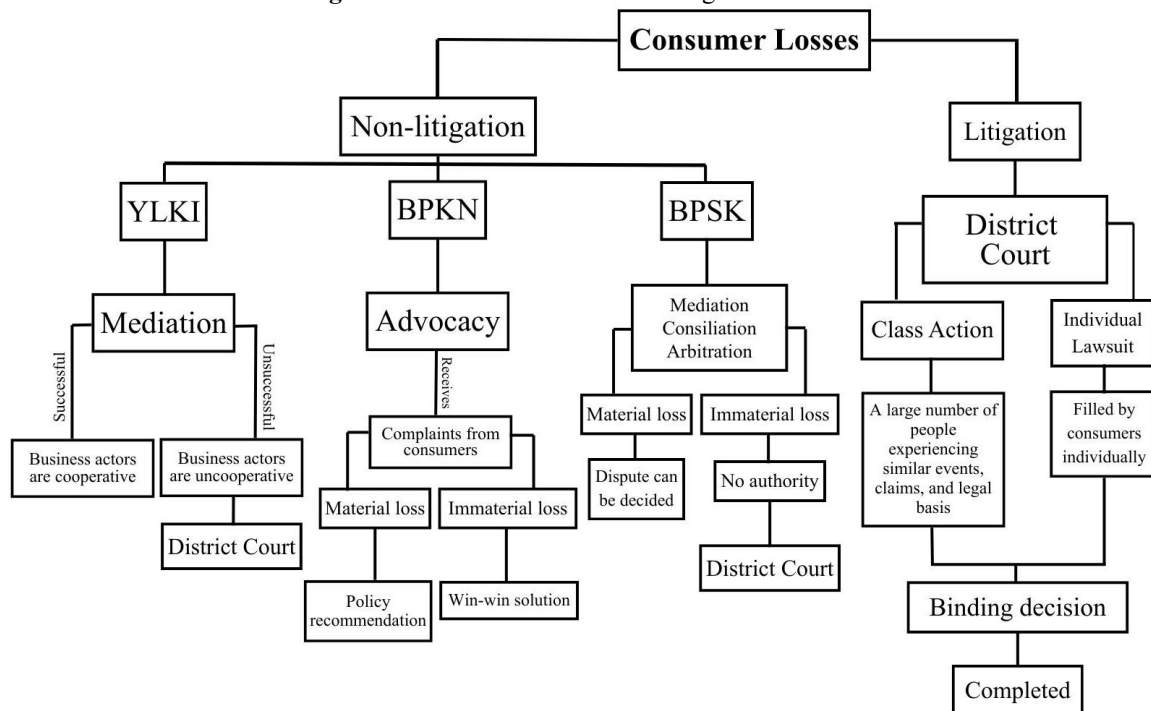 Consumer Losses
Non-litigation
Litigation
YLKI
BPKN
BPSK
District
Court
Mediation
Advocacy
Mediation
Consiliation
Arbitration
Class Action
Individual
Lawsuit
Successful
Unsuccessful
Receives
Business actors
are cooperative
Business actors
are uncooperative
District Court
Complaints from
consumers
Material loss
Immaterial loss
Policy
recommendation
Win-win solution
Material loss
Immaterial loss
Dispute can
be decided
No authority
District Court
A large number of
people
experiencing
similar events,
claims, and legal
basis
Filled by
consumers
individually
Binding decision
Completed